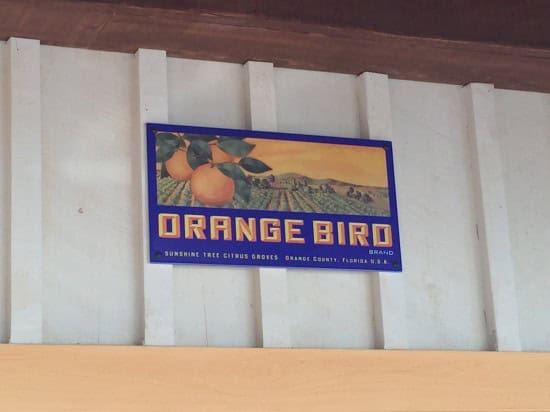 ORANGE BIRD
BRAND
SUNSHINE TREE CITRUS GROVES ORANGE COUNTY, FLORIDA U.S.A.